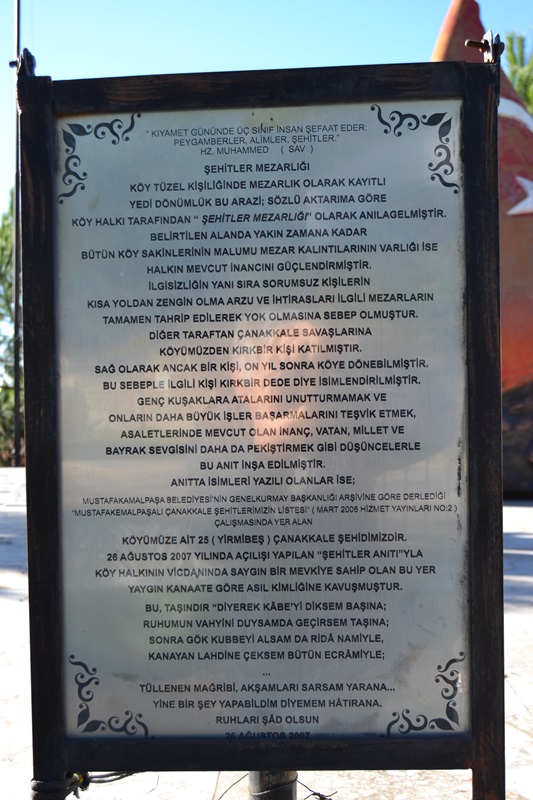 " KIYAMET GÜNÜNDE ÜÇ SINIF İNSAN ŞEFAAT EDER:
PEYGAMBERLER, ALİMLER, ŞEHİTLER."
HZ. MUHAMMED ( SAV )
ŞEHİTLER MEZARLIĞI
KÖY TÜZEL KİŞİLİĞİNDE MEZARLIK OLARAK KAYITLI
YEDİ DÖNÜMLÜK BU ARAZİ; SÖZLÜ AKTARIMA GÖRE
KÖY HALKI TARAFINDAN " ŞEHİTLER MEZARLIĞI" OLARAK ANILAGELMİŞTİR.
BELİRTİLEN ALANDA YAKIN ZAMANA KADAR
BÜTÜN KÖY SAKİNLERİNİN MALUMU MEZAR KALINTILARININ VARLIĞI İSE
HALKIN MEVCUT İNANCINI GÜÇLENDİRMİŞTİR.
İLGİSİZLİĞİN YANI SIRA SORUMSUZ KİŞİLERİN
KISA YOLDAN ZENGİN OLMA ARZU VE İHTİRASLARI İLGİLİ MEZARLARIN
TAMAMEN TAHRİP EDİLEREK YOK OLMASINA SEBEP OLMUŞTUR.
DİĞER TARAFTAN ÇANAKKALE SAVAŞLARINA
KÖYÜMÜZDEN KIRKBİR KİŞİ KATILMIŞTIR.
SAĞ OLARAK ANCAK BİR KİŞİ, ON YIL SONRA KÖYE DÖNEBİLMİŞTİR.
BU SEBEPLE İLGİLİ KİŞİ KIRKBİR DEDE DİYE İSİMLENDİRİLMİŞTİR.
GENÇ KUŞAKLARA ATALARINI UNUTTURMAMAK VE
ONLARIN DAHA BÜYÜK İŞLER BAŞARMALARINI TEŞVİK ETMEK,
ASALETLERİNDE MEVCUT OLAN İNANÇ, VATAN, MİLLET VE
BAYRAK SEVGİSİNİ DAHA DA PEKİŞTİRMEK GİBİ DÜŞÜNCELERLE
BU ANIT İNŞA EDİLMİŞTİR.
ANITTA İSİMLERİ YAZILI OLANLAR İSE;
MUSTAFAKAMALPAŞA BELEDİYESİ'NİN GENELKURMAY BAŞKANLIĞI ARŞİVİNE GÖRE DERLEDİĞİ
"MUSTAFAKEMALPAŞALI ÇANAKKALE ŞEHİTLERİMİZİN LİSTESİ" ( MART 2006 HİZMET YAYINLARI NO:2 )
ÇALIŞMASINDA YER ALAN
KÖYÜMÜZE AİT 25 ( YİRMİBEŞ ) ÇANAKKALE ŞEHİDİMİZDİR.
26 AĞUSTOS 2007 YILINDA AÇILIŞI YAPILAN "ŞEHİTLER ANITI"YLA
KÖY HALKININ VİCDANINDA SAYGIN BİR MEVKİYE SAHİP OLAN BU YER
YAYGIN KANAATE GÖRE ASIL KİMLİĞİNE KAVUŞMUŞTUR.
BU, TAŞINDIR "DİYEREK KÂBE'Yİ DİKSEM BAŞINA;
RUHUMUN VAHYİNİ DUYSAMDA GEÇİRSEM TAŞINA;
SONRA GÖK KUBBEYİ ALSAM DA RİDÂ NAMİYLE,
KANAYAN LAHDİNE ÇEKSEM BÜTÜN ECRÂMİYLE;
...
TÜLLENEN MAĞRİBİ, AKŞAMLARI SARSAM YARANA...
YİNE BİR ŞEY YAPABİLDİM DİYEMEM HÂTIRANA.
RUHLARI ŞÂD OLSUN
26 AĞUSTOS 2007